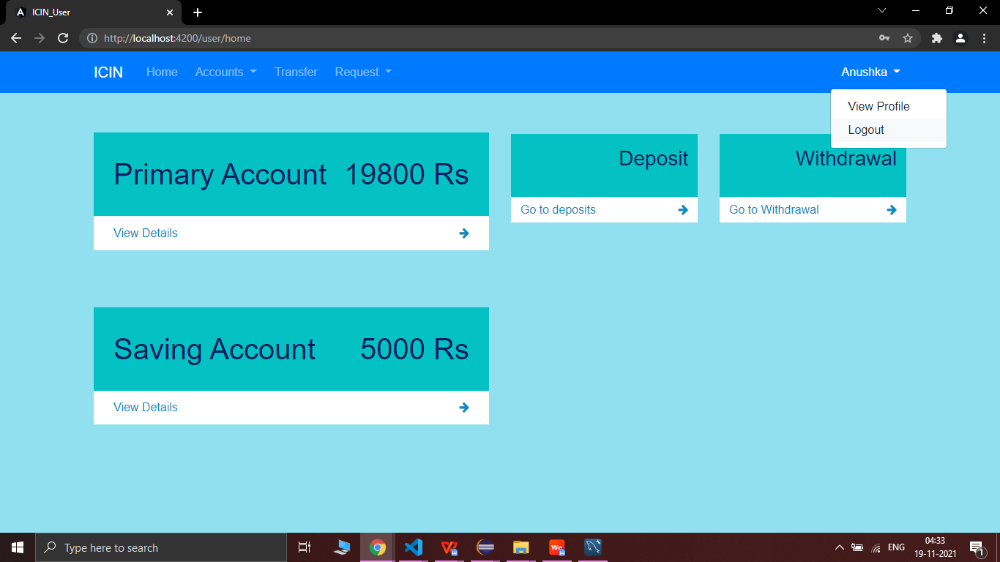 ICIN_User
http://localhost:4200/user/home
ICIN Home Accounts Transfer Request Anushka
View Profile
Logout
Primary Account 19800 Rs
View Details
Deposit
Go to deposits
Withdrawal
Go to Withdrawal
Saving Account 5000 Rs
View Details
Type here to search
ENG
04:33
19-11-2021
1